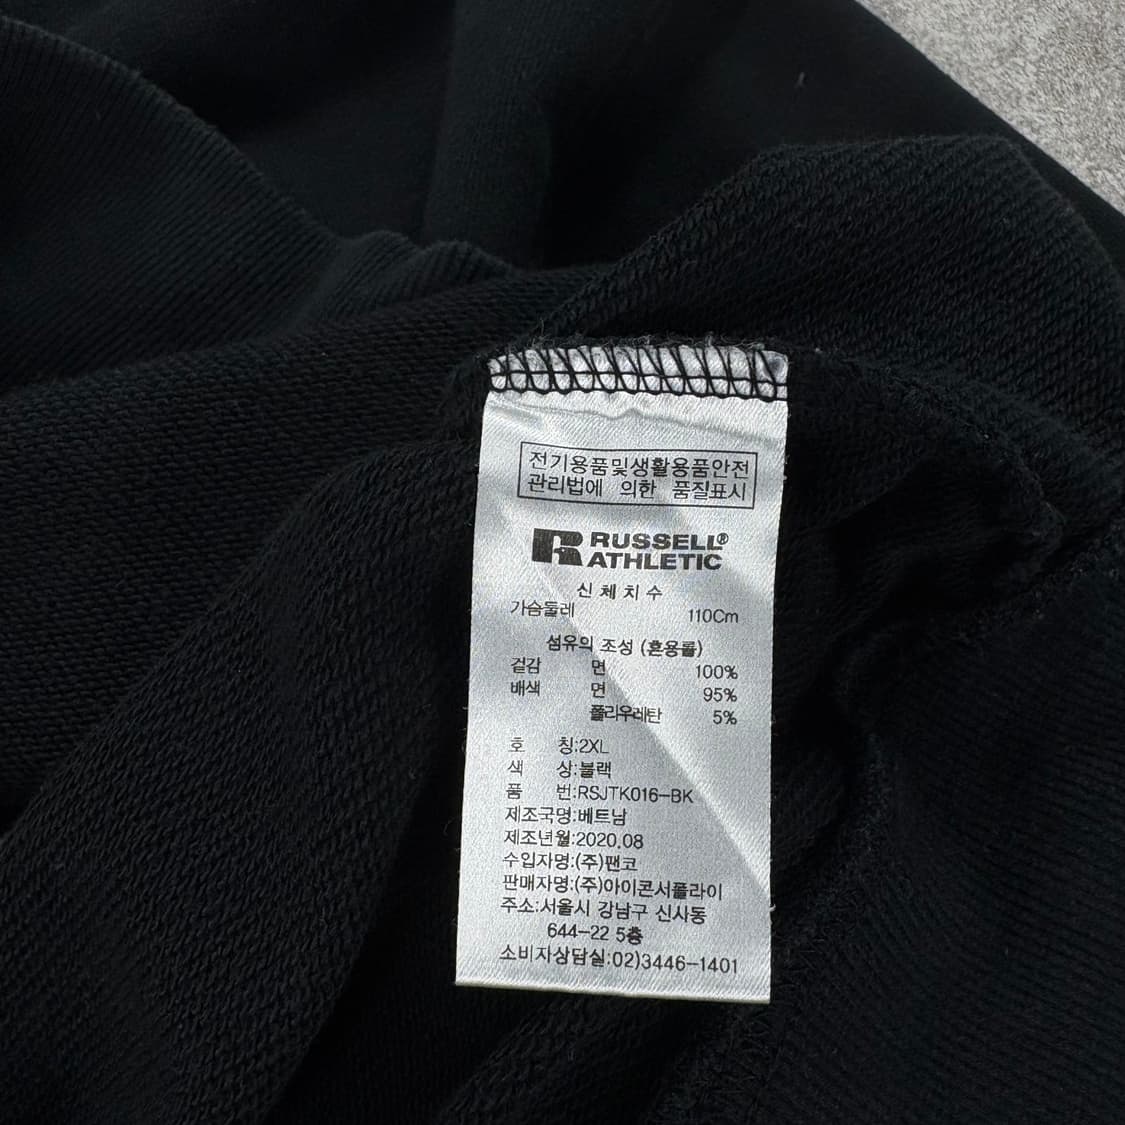 전기용품및생활용품안전
관리법에 의한 품질표시
RUSSELL®
ATHLETIC
신체치수
가슴둘레 110Cm
섬유의 조성 (혼용률)
겉감 면 100%
배색 면 95%
폴리우레탄 5%
호 칭:2XL
색 상:블랙
품 번:RSJTK016-BK
제조국명:베트남
제조년월:2020.08
수입자명:(주)팬코
판매자명:(주)아이콘서플라이
주소:서울시 강남구 신사동
644-22 5층
소비자상담실:02)3446-1401